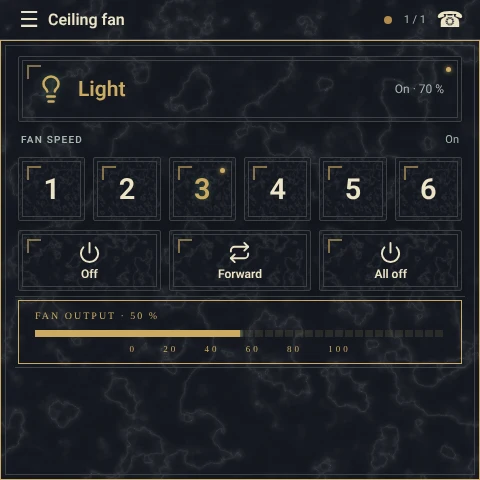 Ceiling fan
1 / 1
Light
On · 70 %
FAN SPEED
On
1 2 3 4 5 6
Off
Forward
All off
FAN OUTPUT · 50 %
0 20 40 60 80 100